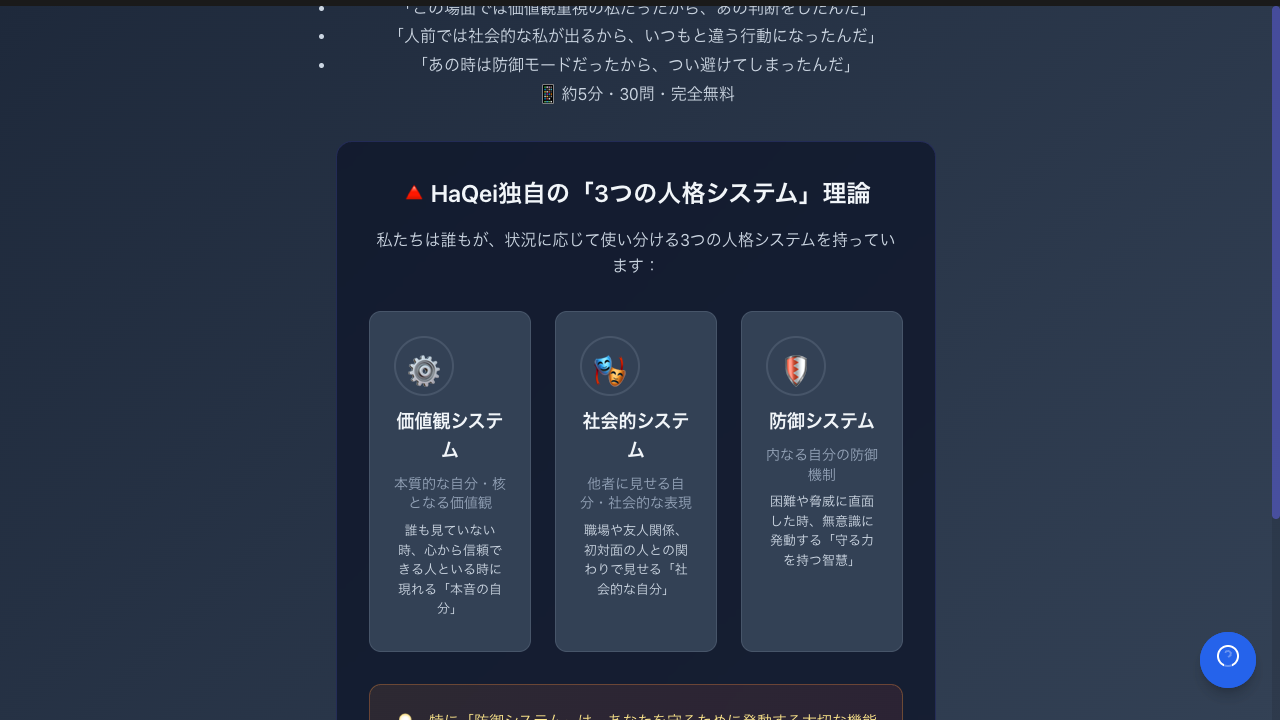 「この場面では価値観重視の私だったから、あの判断をしたんだ」
「人前では社会的な私が出るから、いつもと違う行動になったんだ」
「あの時は防御モードだったから、つい避けてしまったんだ」
📱 約5分・30問・完全無料
🔺 HaQei独自の「3つの人格システム」理論
私たちは誰もが、状況に応じて使い分ける3つの人格システムを持ってい
ます：
価値観システ
ム
本質的な自分・核
となる価値観
誰も見ていない
時、心から信頼で
きる人といる時に
現れる「本音の自
分」
社会的システ
ム
他者に見せる自
分・社会的な表現
職場や友人関係、
初対面の人との関
わりで見せる「社
会的な自分」
防御システム
内なる自分の防御
機制
困難や脅威に直面
した時、無意識に
発動する「守る力
を持つ智慧」
特に「防御システム」は、あなたを守るために発動する大切な機能